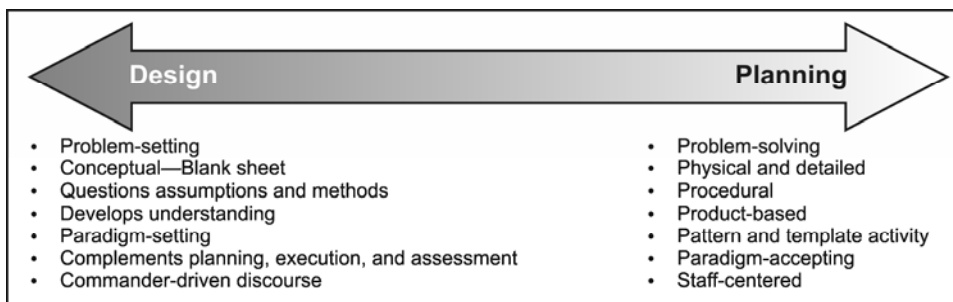 Design
Planning
• Problem-setting
• Conceptual—Blank sheet
• Questions assumptions and methods
• Develops understanding
• Paradigm-setting
• Complements planning, execution, and assessment
• Commander-driven discourse
• Problem-solving
• Physical and detailed
• Procedural
• Product-based
• Pattern and template activity
• Paradigm-accepting
• Staff-centered